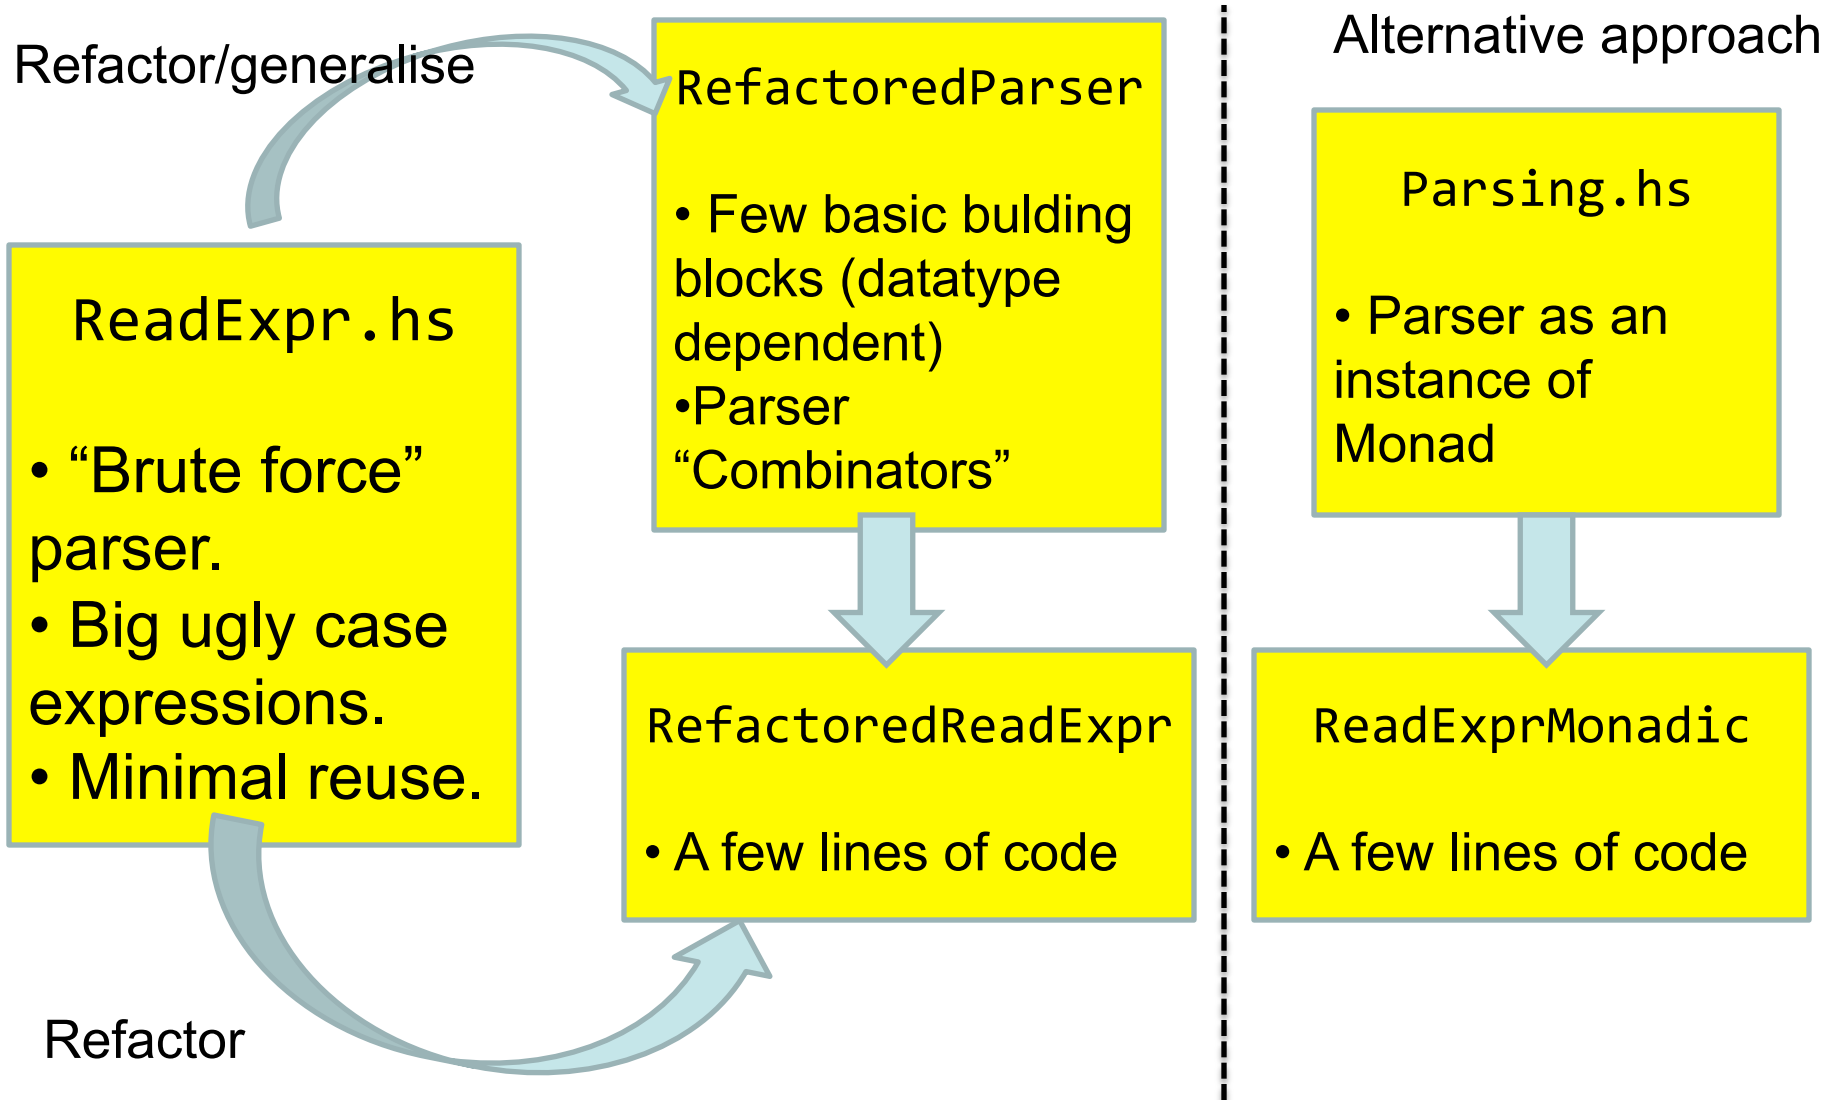 Refactor/generalise
ReadExpr.hs
• “Brute force”
parser.
• Big ugly case
expressions.
• Minimal reuse.
Refactor
RefactoredParser
• Few basic bulding
blocks (datatype
dependent)
•Parser
“Combinators”
RefactoredReadExpr
• A few lines of code
Alternative approach
Parsing.hs
• Parser as an
instance of
Monad
ReadExprMonadic
• A few lines of code